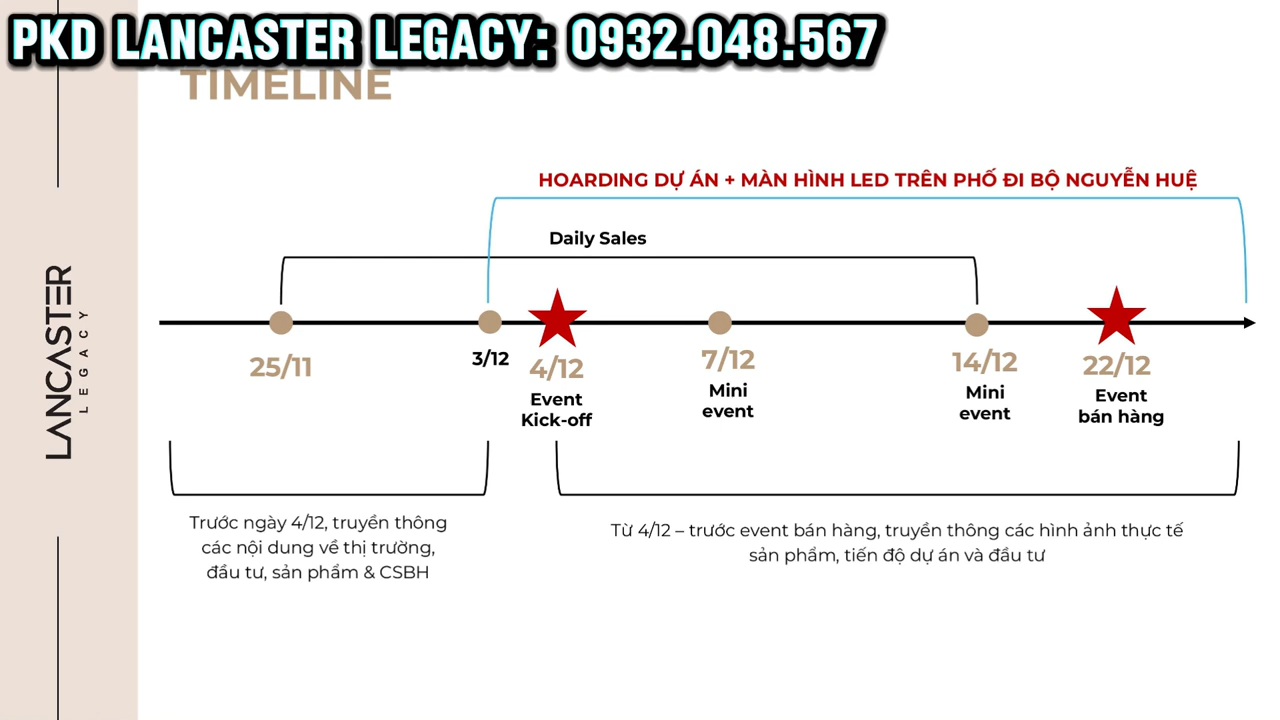 PKD LANCASTER LEGACY: 0932.048.567
TIMELINE
LANCASTER
LEGACY
HOARDING DỰ ÁN + MÀN HÌNH LED TRÊN PHỐ ĐI BỘ NGUYỄN HUỆ
Daily Sales
25/11
3/12
4/12
Event
Kick-off
7/12
Mini
event
14/12
Mini
event
22/12
Event
bán hàng
Trước ngày 4/12, truyền thông
các nội dung về thị trường,
đầu tư, sản phẩm & CSBH
Từ 4/12 – trước event bán hàng, truyền thông các hình ảnh thực tế
sản phẩm, tiến độ dự án và đầu tư